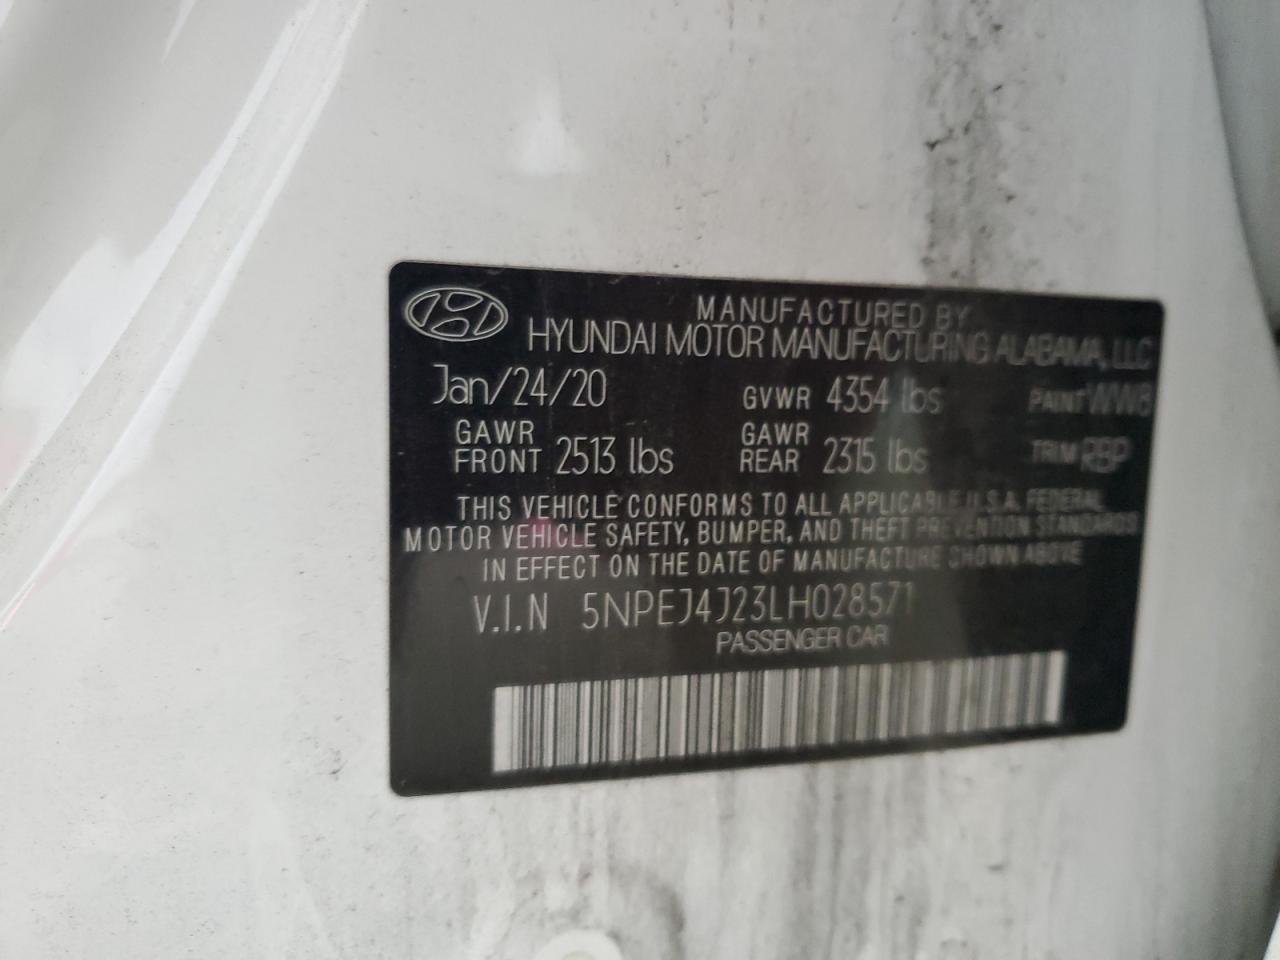 MANUFACTURED BY
HYUNDAI MOTOR MANUFACTURING ALABAMA, LLC
Jan/24/20 GVWR 4354 lbs PAINT WW8
GAWR FRONT 2513 lbs GAWR REAR 2315 lbs TRIM RBP
THIS VEHICLE CONFORMS TO ALL APPLICABLE U.S.A. FEDERAL
MOTOR VEHICLE SAFETY, BUMPER, AND THEFT PREVENTION STANDARDS
IN EFFECT ON THE DATE OF MANUFACTURE SHOWN ABOVE
V.I.N 5NPEJ4J23LH028571
PASSENGER CAR